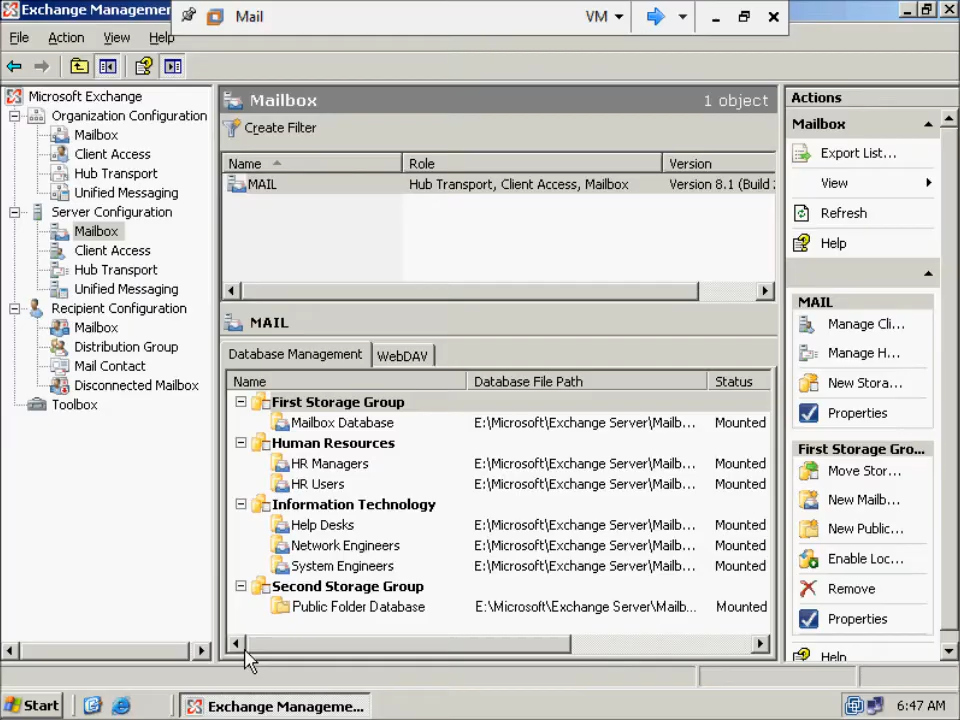 Exchange Managemer
Mail
VM
File Action View Help
Microsoft Exchange
Organization Configuration
Mailbox
Client Access
Hub Transport
Unified Messaging
Server Configuration
Mailbox
Client Access
Hub Transport
Unified Messaging
Recipient Configuration
Mailbox
Distribution Group
Mail Contact
Disconnected Mailbox
Toolbox
Mailbox 1 object
Create Filter
Name Role Version
MAIL Hub Transport, Client Access, Mailbox Version 8.1 (Build
MAIL
Database Management WebDAV
Name Database File Path Status
First Storage Group
Mailbox Database E:\Microsoft\Exchange Server\Mailb... Mounted
Human Resources
HR Managers E:\Microsoft\Exchange Server\Mailb... Mounted
HR Users E:\Microsoft\Exchange Server\Mailb... Mounted
Information Technology
Help Desks E:\Microsoft\Exchange Server\Mailb... Mounted
Network Engineers E:\Microsoft\Exchange Server\Mailb... Mounted
System Engineers E:\Microsoft\Exchange Server\Mailb... Mounted
Second Storage Group
Public Folder Database E:\Microsoft\Exchange Server\Mailb... Mounted
Actions
Mailbox
Export List...
View
Refresh
Help
MAIL
Manage Cli...
Manage H...
New Stora...
Properties
First Storage Gro...
Move Stor...
New Mailb...
New Public...
Enable Loc...
Remove
Properties
Help
Start
Exchange Manageme...
6:47 AM